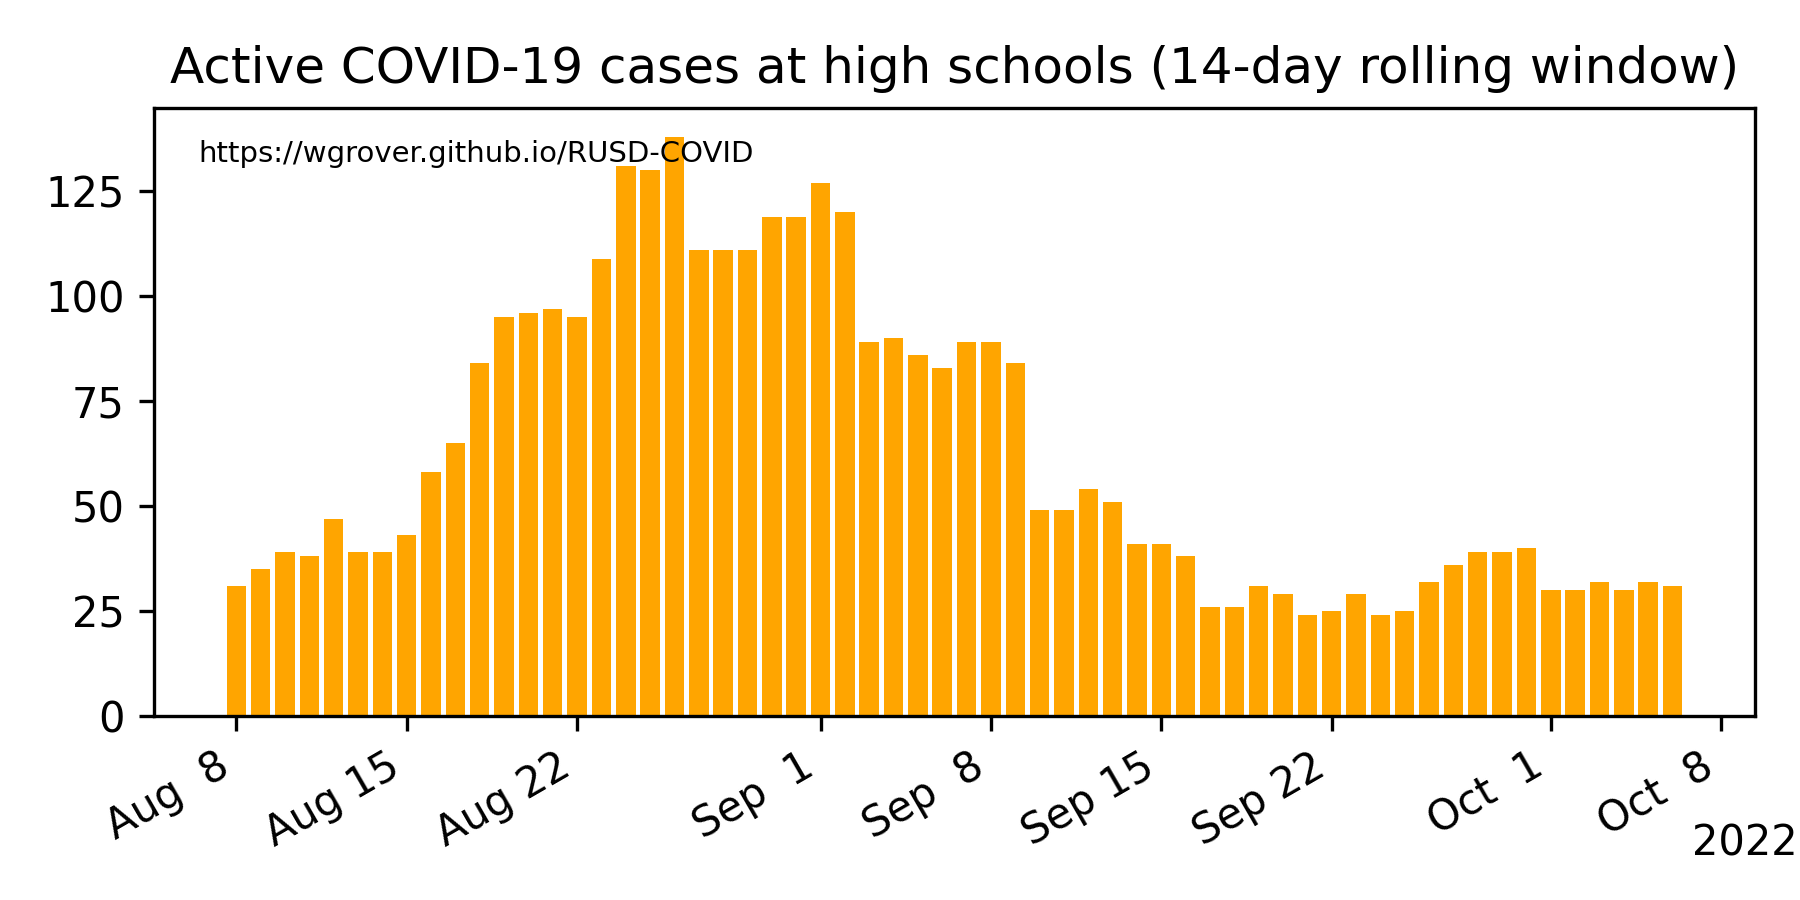 Active COVID-19 cases at high schools (14-day rolling window)
https://wgrover.github.io/RUSD-COVID
125
100
75
50
25
0
Aug 8
Aug 15
Aug 22
Sep 1
Sep 8
Sep 15
Sep 22
Oct 1
Oct 8
2022